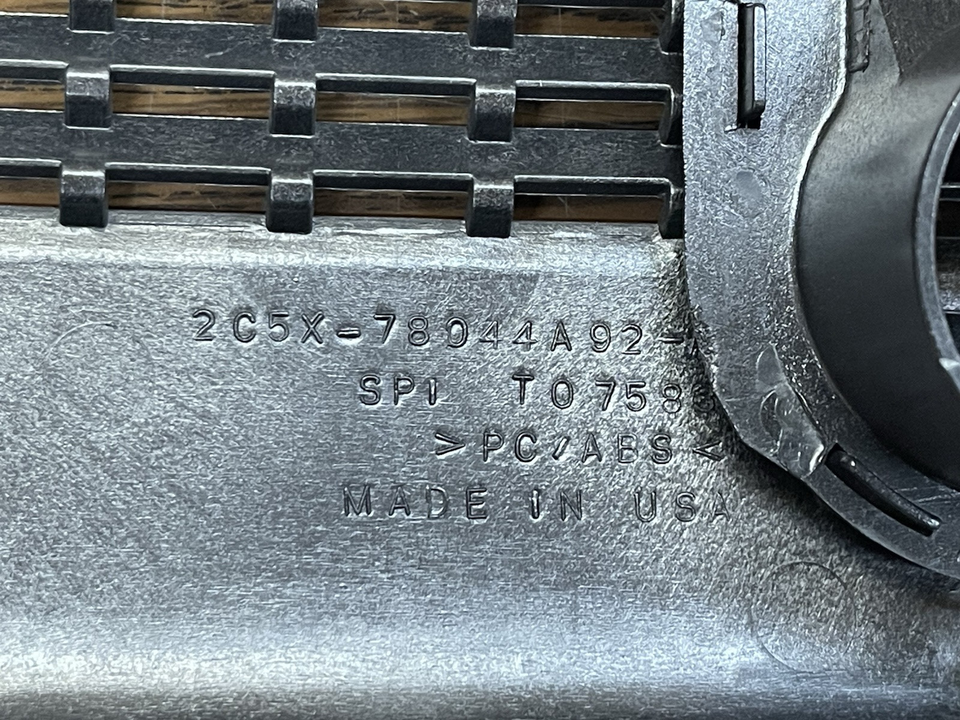 2C5X-78044A92-
SPI T0758
>PC/ABS<
MADE IN USA